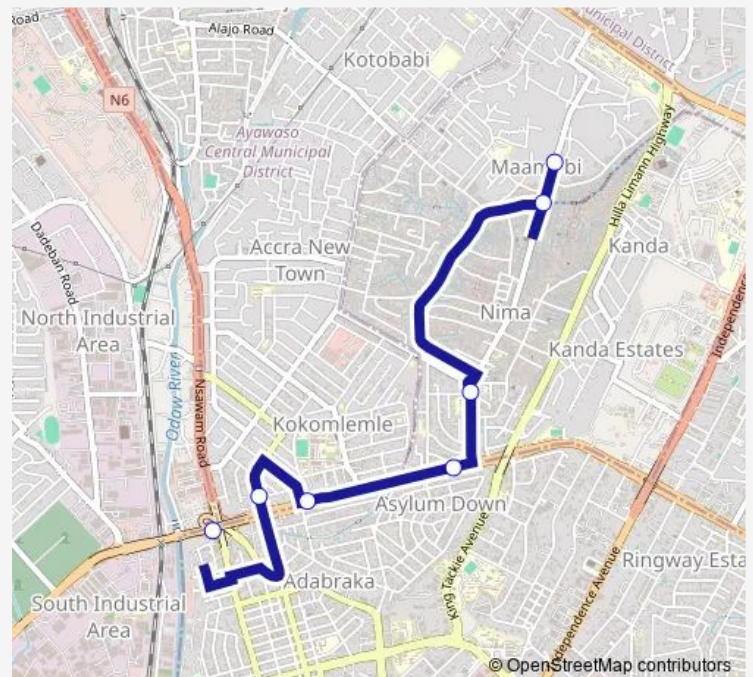 Road
Alajo Road
Municipal District
Kotobabi
N6
Ayawaso
Central Municipal
District
Maamobi
Hilla Limann Highway
Dadeban Road
Accra New
Town
Kanda
North Industrial
Area
Nima
Independence
Kanda Estates
Odaw River
Nsawam Road
Kokomlemle
Asylum Down
Adabraka
King Tackie Avenue
Independence Avenue
Ringway Esta
South Industrial
Area
© OpenStreetMap contributors